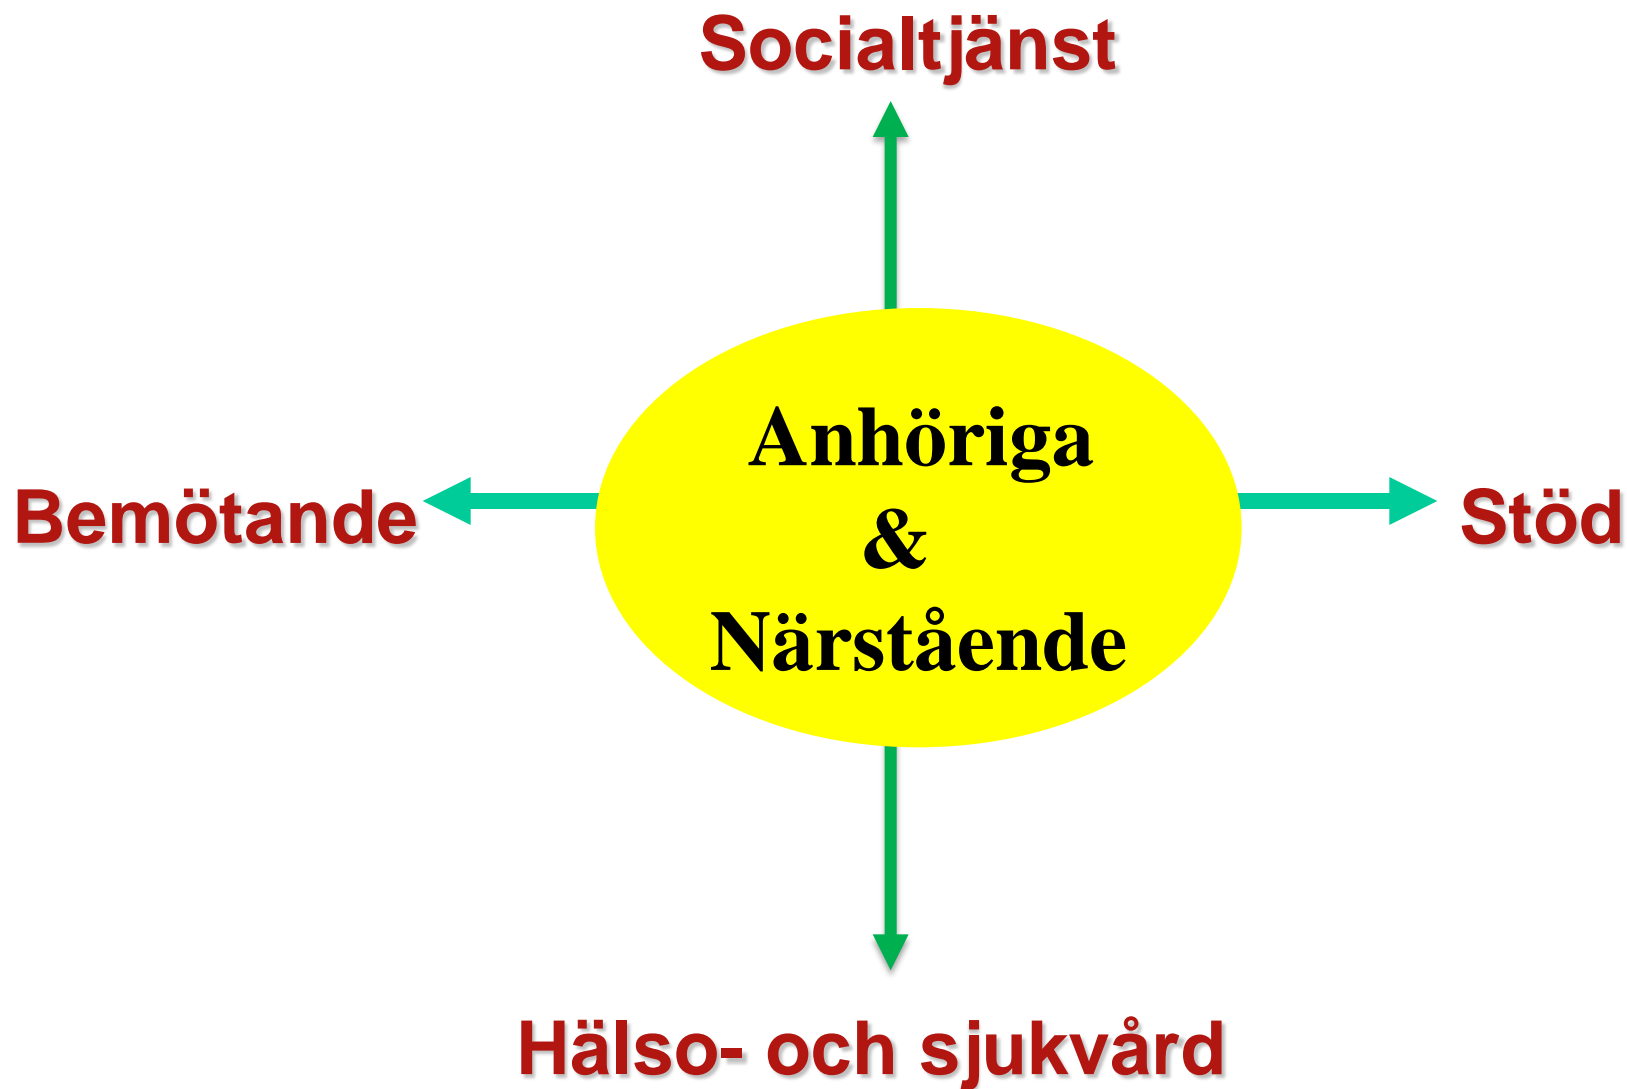 Socialtjänst
Anhöriga
&
Närstående
Bemötande
Stöd
Hälso- och sjukvård